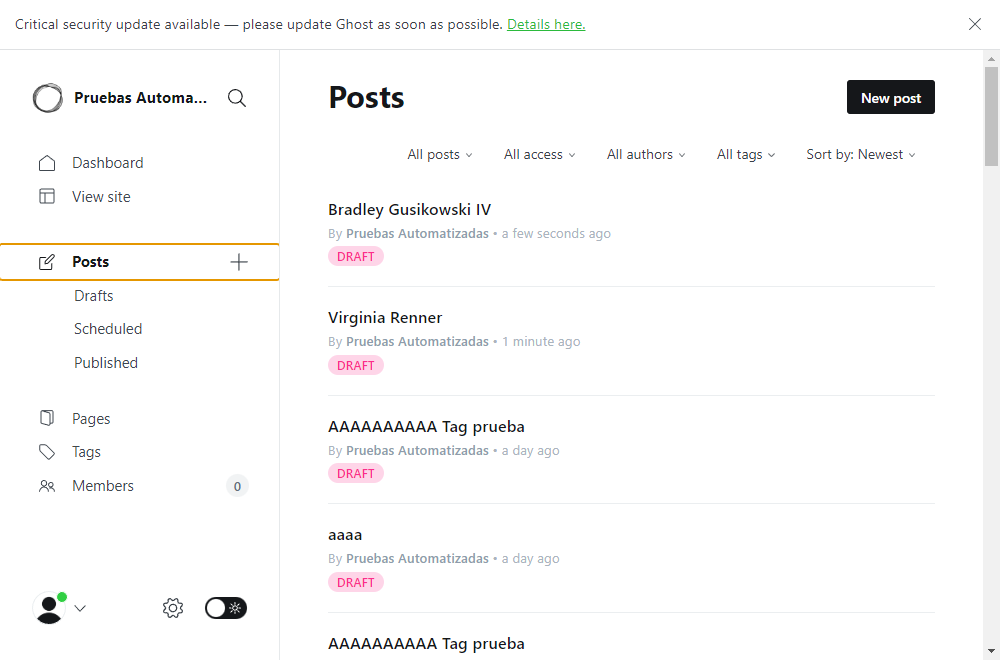 Critical security update available — please update Ghost as soon as possible. Details here.
Pruebas Automa...
Dashboard
View site
Posts
Drafts
Scheduled
Published
Pages
Tags
Members 0
Posts
New post
All posts All access All authors All tags Sort by: Newest
Bradley Gusikowski IV
By Pruebas Automatizadas • a few seconds ago
DRAFT
Virginia Renner
By Pruebas Automatizadas • 1 minute ago
DRAFT
AAAAAAAAAA Tag prueba
By Pruebas Automatizadas • a day ago
DRAFT
aaaa
By Pruebas Automatizadas • a day ago
DRAFT
AAAAAAAAAA Tag prueba